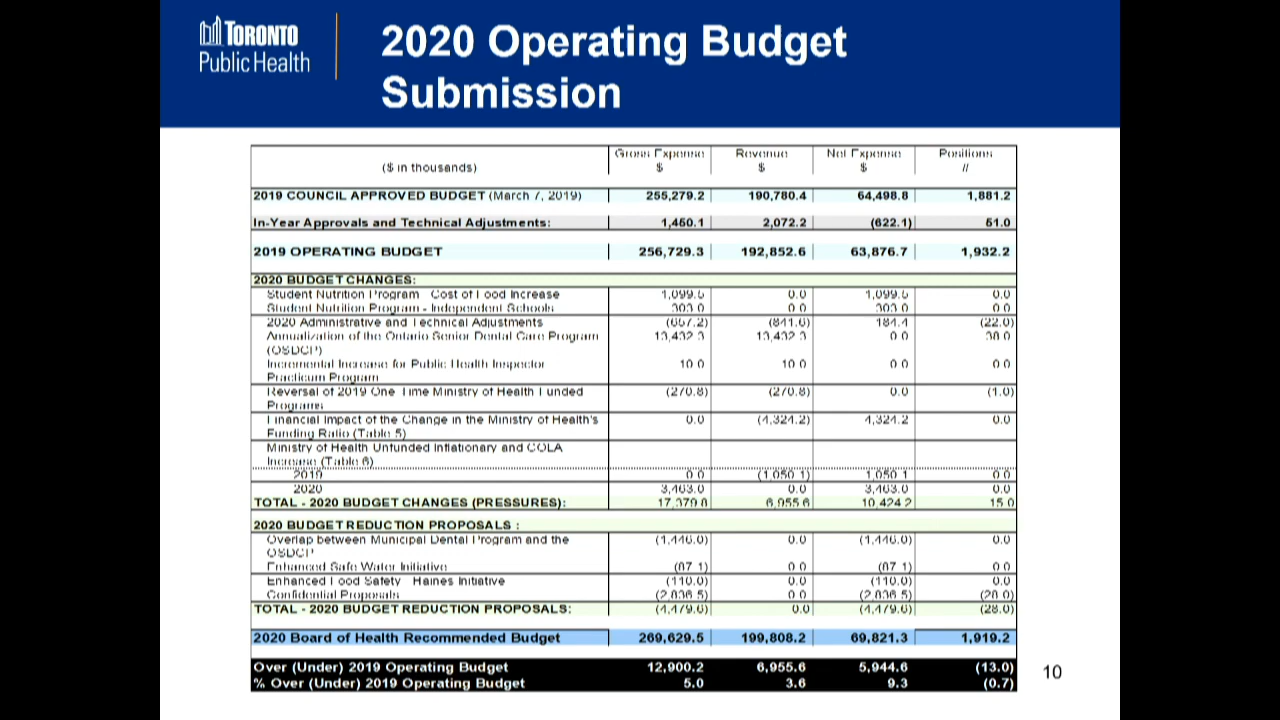 TORONTO
Public Health
2020 Operating Budget
Submission
($ in thousands) Gross Expense $ Revenue $ Net Expense $ Positions #
2019 COUNCIL APPROVED BUDGET (March 7, 2019) 255,279.2 190,780.4 64,498.8 1,881.2
In-Year Approvals and Technical Adjustments: 1,450.1 2,072.2 (622.1) 51.0
2019 OPERATING BUDGET 256,729.3 192,852.6 63,876.7 1,932.2
2020 BUDGET CHANGES:
Student Nutrition Program - Cost of Food Increase 1,099.5 0.0 1,099.5 0.0
Student Nutrition Program - Independent Schools 303.0 0.0 303.0 0.0
2020 Administrative and Technical Adjustments (657.2) (841.6) 184.4 (22.0)
Annualization of the Ontario Senior Dental Care Program 13,432.3 13,432.3 0.0 38.0
(OSDCP)
Incremental Increase for Public Health Inspector 10.0 10.0 0.0 0.0
Practicum Program
Reversal of 2019 One Time Ministry of Health Funded (270.8) (270.8) 0.0 (1.0)
Programs
Financial Impact of the Change in the Ministry of Health's 0.0 (4,324.2) 4,324.2 0.0
Funding Ratio (Table 5)
Ministry of Health Unfunded Inflationary and COLA
Increase (Table 6)
2019 0.0 (1,050.1) 1,050.1 0.0
2020 3,463.0 0.0 3,463.0 0.0
TOTAL - 2020 BUDGET CHANGES (PRESSURES): 17,379.8 6,955.6 10,424.2 15.0
2020 BUDGET REDUCTION PROPOSALS :
Overlap between Municipal Dental Program and the (1,446.0) 0.0 (1,446.0) 0.0
OSDCP
Enhanced Safe Water Initiative (87.1) 0.0 (87.1) 0.0
Enhanced Food Safety - Haines Initiative (110.0) 0.0 (110.0) 0.0
Confidential Proposals (2,836.5) 0.0 (2,836.5) (28.0)
TOTAL - 2020 BUDGET REDUCTION PROPOSALS: (4,479.6) 0.0 (4,479.6) (28.0)
2020 Board of Health Recommended Budget 269,629.5 199,808.2 69,821.3 1,919.2
Over (Under) 2019 Operating Budget 12,900.2 6,955.6 5,944.6 (13.0)
% Over (Under) 2019 Operating Budget 5.0 3.6 9.3 (0.7)
10